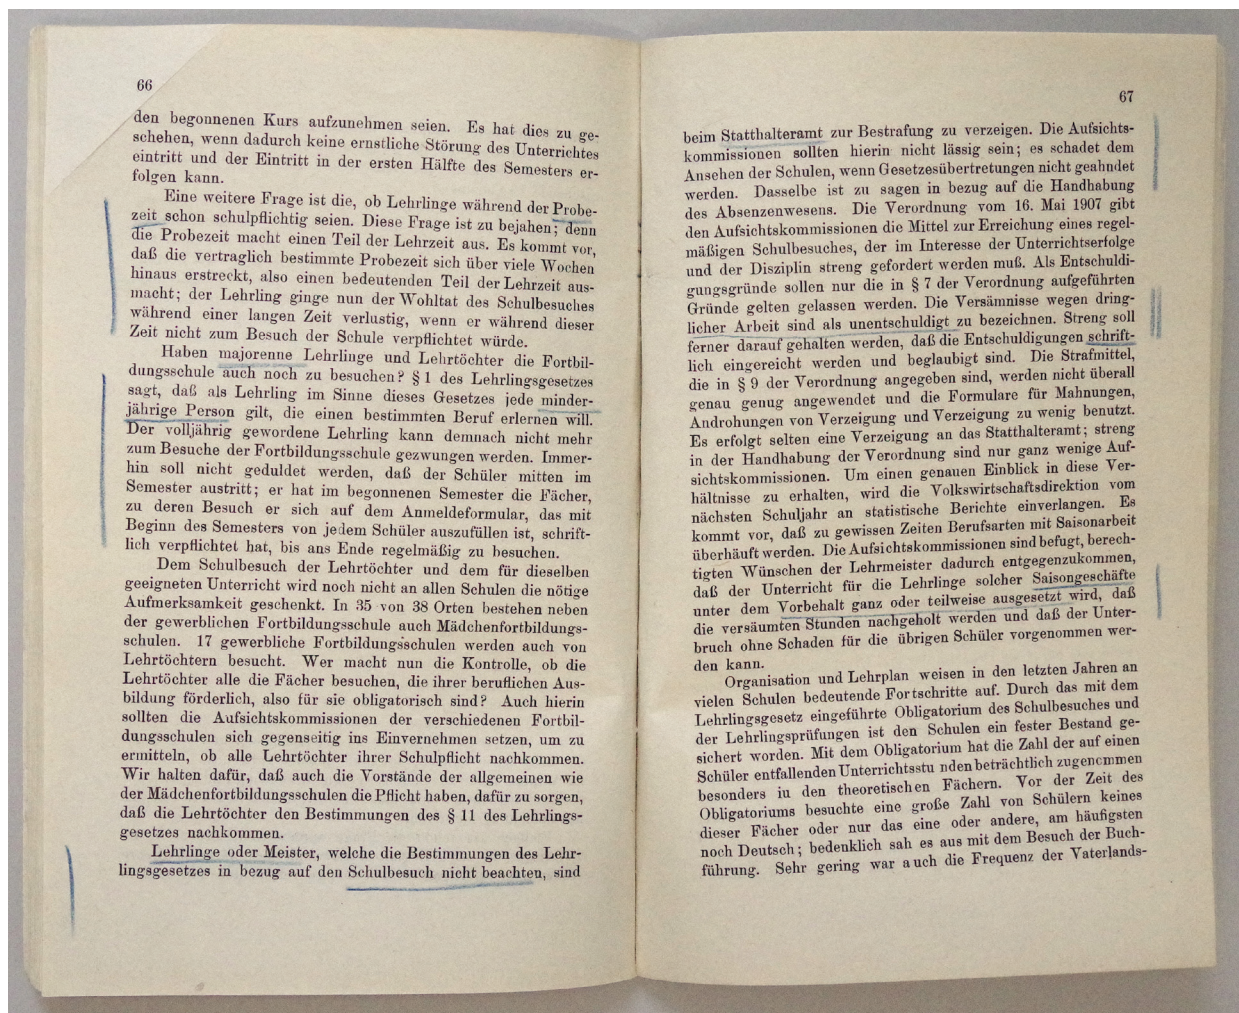 66
den begonnenen Kurs aufzunehmen seien. Es hat dies zu ge-
schehen, wenn dadurch keine ernstliche Störung des Unterrichtes
eintritt und der Eintritt in der ersten Hälfte des Semesters er-
folgen kann.
Eine weitere Frage ist die, ob Lehrlinge während der Probe-
zeit schon schulpflichtig seien. Diese Frage ist zu bejahen; denn
die Probezeit macht einen Teil der Lehrzeit aus. Es kommt vor,
daß die vertraglich bestimmte Probezeit sich über viele Wochen
hinaus erstreckt, also einen bedeutenden Teil der Lehrzeit aus-
macht; der Lehrling ginge nun der Wohltat des Schulbesuches
während einer langen Zeit verlustig, wenn er während dieser
Zeit nicht zum Besuch der Schule verpflichtet würde.
Haben majorenne Lehrlinge und Lehrtöchter die Fortbil-
dungsschule auch noch zu besuchen? § 1 des Lehrlingsgesetzes
sagt, daß als Lehrling im Sinne dieses Gesetzes jede minder-
jährige Person gilt, die einen bestimmten Beruf erlernen will.
Der volljährig gewordene Lehrling kann demnach nicht mehr
zum Besuche der Fortbildungsschule gezwungen werden. Immer-
hin soll nicht geduldet werden, daß der Schüler mitten im
Semester austritt; er hat im begonnenen Semester die Fächer,
zu deren Besuch er sich auf dem Anmeldeformular, das mit
Beginn des Semesters von jedem Schüler auszufüllen ist, schrift-
lich verpflichtet hat, bis ans Ende regelmäßig zu besuchen.
Dem Schulbesuch der Lehrtöchter und dem für dieselben
geeigneten Unterricht wird noch nicht an allen Schulen die nötige
Aufmerksamkeit geschenkt. In 35 von 38 Orten bestehen neben
der gewerblichen Fortbildungsschule auch Mädchenfortbildungs-
schulen. 17 gewerbliche Fortbildungsschulen werden auch von
Lehrtöchtern besucht. Wer macht nun die Kontrolle, ob die
Lehrtöchter alle die Fächer besuchen, die ihrer beruflichen Aus-
bildung förderlich, also für sie obligatorisch sind? Auch hierin
sollten die Aufsichtskommissionen der verschiedenen Fortbil-
dungsschulen sich gegenseitig ins Einvernehmen setzen, um zu
ermitteln, ob alle Lehrtöchter ihrer Schulpflicht nachkommen.
Wir halten dafür, daß auch die Vorstände der allgemeinen wie
der Mädchenfortbildungsschulen die Pflicht haben, dafür zu sorgen,
daß die Lehrtöchter den Bestimmungen des § 11 des Lehrlings-
gesetzes nachkommen.
Lehrlinge oder Meister, welche die Bestimmungen des Lehr-
lingsgesetzes in bezug auf den Schulbesuch nicht beachten, sind
67
beim Statthalteramt zur Bestrafung zu verzeigen. Die Aufsichts-
kommissionen sollten hierin nicht lässig sein; es schadet dem
Ansehen der Schulen, wenn Gesetzesübertretungen nicht geahndet
werden. Dasselbe ist zu sagen in bezug auf die Handhabung
des Absenzenwesens. Die Verordnung vom 16. Mai 1907 gibt
den Aufsichtskommissionen die Mittel zur Erreichung eines regel-
mäßigen Schulbesuches, der im Interesse der Unterrichtserfolge
und der Disziplin streng gefordert werden muß. Als Entschuldi-
gungsgründe sollen nur die in § 7 der Verordnung aufgeführten
Gründe gelten gelassen werden. Die Versämnisse wegen dring-
licher Arbeit sind als unentschuldigt zu bezeichnen. Streng soll
ferner darauf gehalten werden, daß die Entschuldigungen schrift-
lich eingereicht werden und beglaubigt sind. Die Strafmittel,
die in § 9 der Verordnung angegeben sind, werden nicht überall
genau genug angewendet und die Formulare für Mahnungen,
Androhungen von Verzeigung und Verzeigung zu wenig benutzt.
Es erfolgt selten eine Verzeigung an das Statthalteramt; streng
in der Handhabung der Verordnung sind nur ganz wenige Auf-
sichtskommissionen. Um einen genauen Einblick in diese Ver-
hältnisse zu erhalten, wird die Volkswirtschaftsdirektion vom
nächsten Schuljahr an statistische Berichte einverlangen. Es
kommt vor, daß zu gewissen Zeiten Berufsarten mit Saisonarbeit
überhäuft werden. Die Aufsichtskommissionen sind befugt, berech-
tigten Wünschen der Lehrmeister dadurch entgegenzukommen,
daß der Unterricht für die Lehrlinge solcher Saisongeschäfte
unter dem Vorbehalt ganz oder teilweise ausgesetzt wird, daß
die versäumten Stunden nachgeholt werden und daß der Unter-
bruch ohne Schaden für die übrigen Schüler vorgenommen wer-
den kann.
Organisation und Lehrplan weisen in den letzten Jahren an
vielen Schulen bedeutende Fortschritte auf. Durch das mit dem
Lehrlingsgesetz eingeführte Obligatorium des Schulbesuches und
der Lehrlingsprüfungen ist den Schulen ein fester Bestand ge-
sichert worden. Mit dem Obligatorium hat die Zahl der auf einen
Schüler entfallenden Unterrichtsstu nden beträchtlich zugenommen
besonders in den theoretischen Fächern. Vor der Zeit des
Obligatoriums besuchte eine große Zahl von Schülern keines
dieser Fächer oder nur das eine oder andere, am häufigsten
noch Deutsch; bedenklich sah es aus mit dem Besuch der Buch-
führung. Sehr gering war auch die Frequenz der Vaterlands-